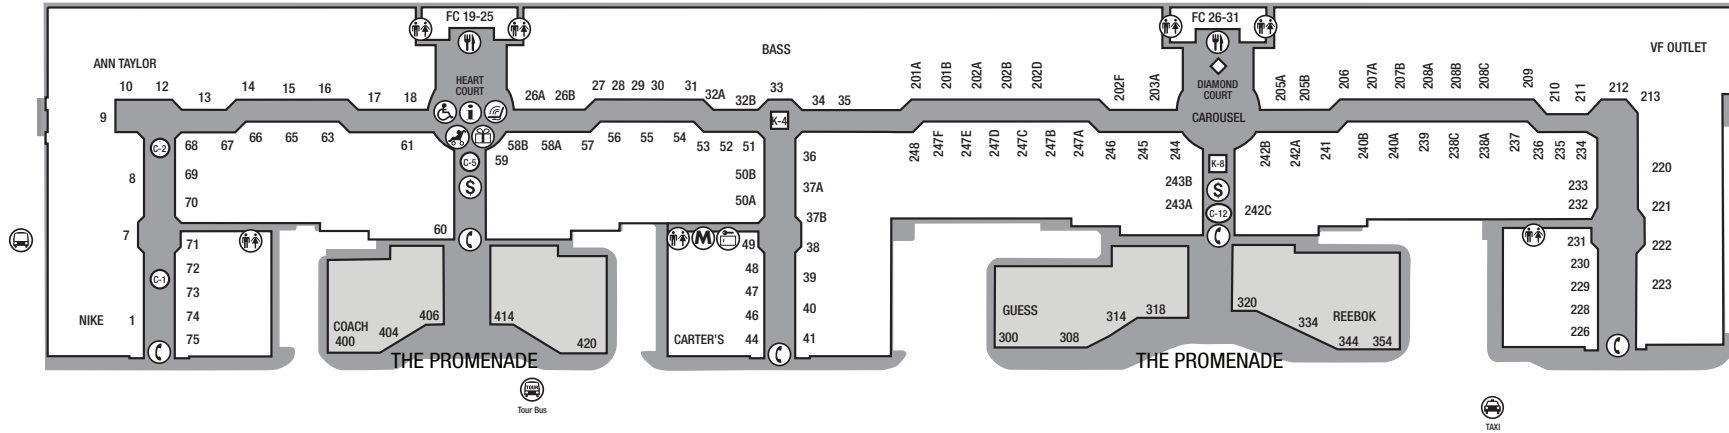 FC 19-25
FC 26-31
BASS
VF OUTLET
ANN TAYLOR
HEART COURT
DIAMOND COURT
CAROUSEL
10 12 13 14 15 16 17 18
26A 26B 27 28 29 30 31 32A 32B 33 34 35
201A 201B 202A 202B 202D 202F 203A
205A 205B 206 207A 207B 208A 208B 208C 209 210 211 212 213
9
K-4
C-2
68 67 66 65 63 61
C-5
59 58B 58A 57 56 55 54 53 52 51
36
248 247F 247E 247D 247C 247B 247A 246 245 244
K-8
242B 242A 241 240B 240A 239 238C 238A 237 236 235 234
8
69
70
$
50B
50A
37A
37B
243B
243A
$
C-12
242C
233
232
220
221
7
60
71
72
73
74
75
C-1
M
49
48
47
46
44
38
39
40
41
231
230
229
228
226
222
223
NIKE 1
COACH
400 404 406
414 420
CARTER'S
GUESS
300 308 314 318
320 334
REEBOK
344 354
THE PROMENADE
THE PROMENADE
TOUR
Tour Bus
TAXI